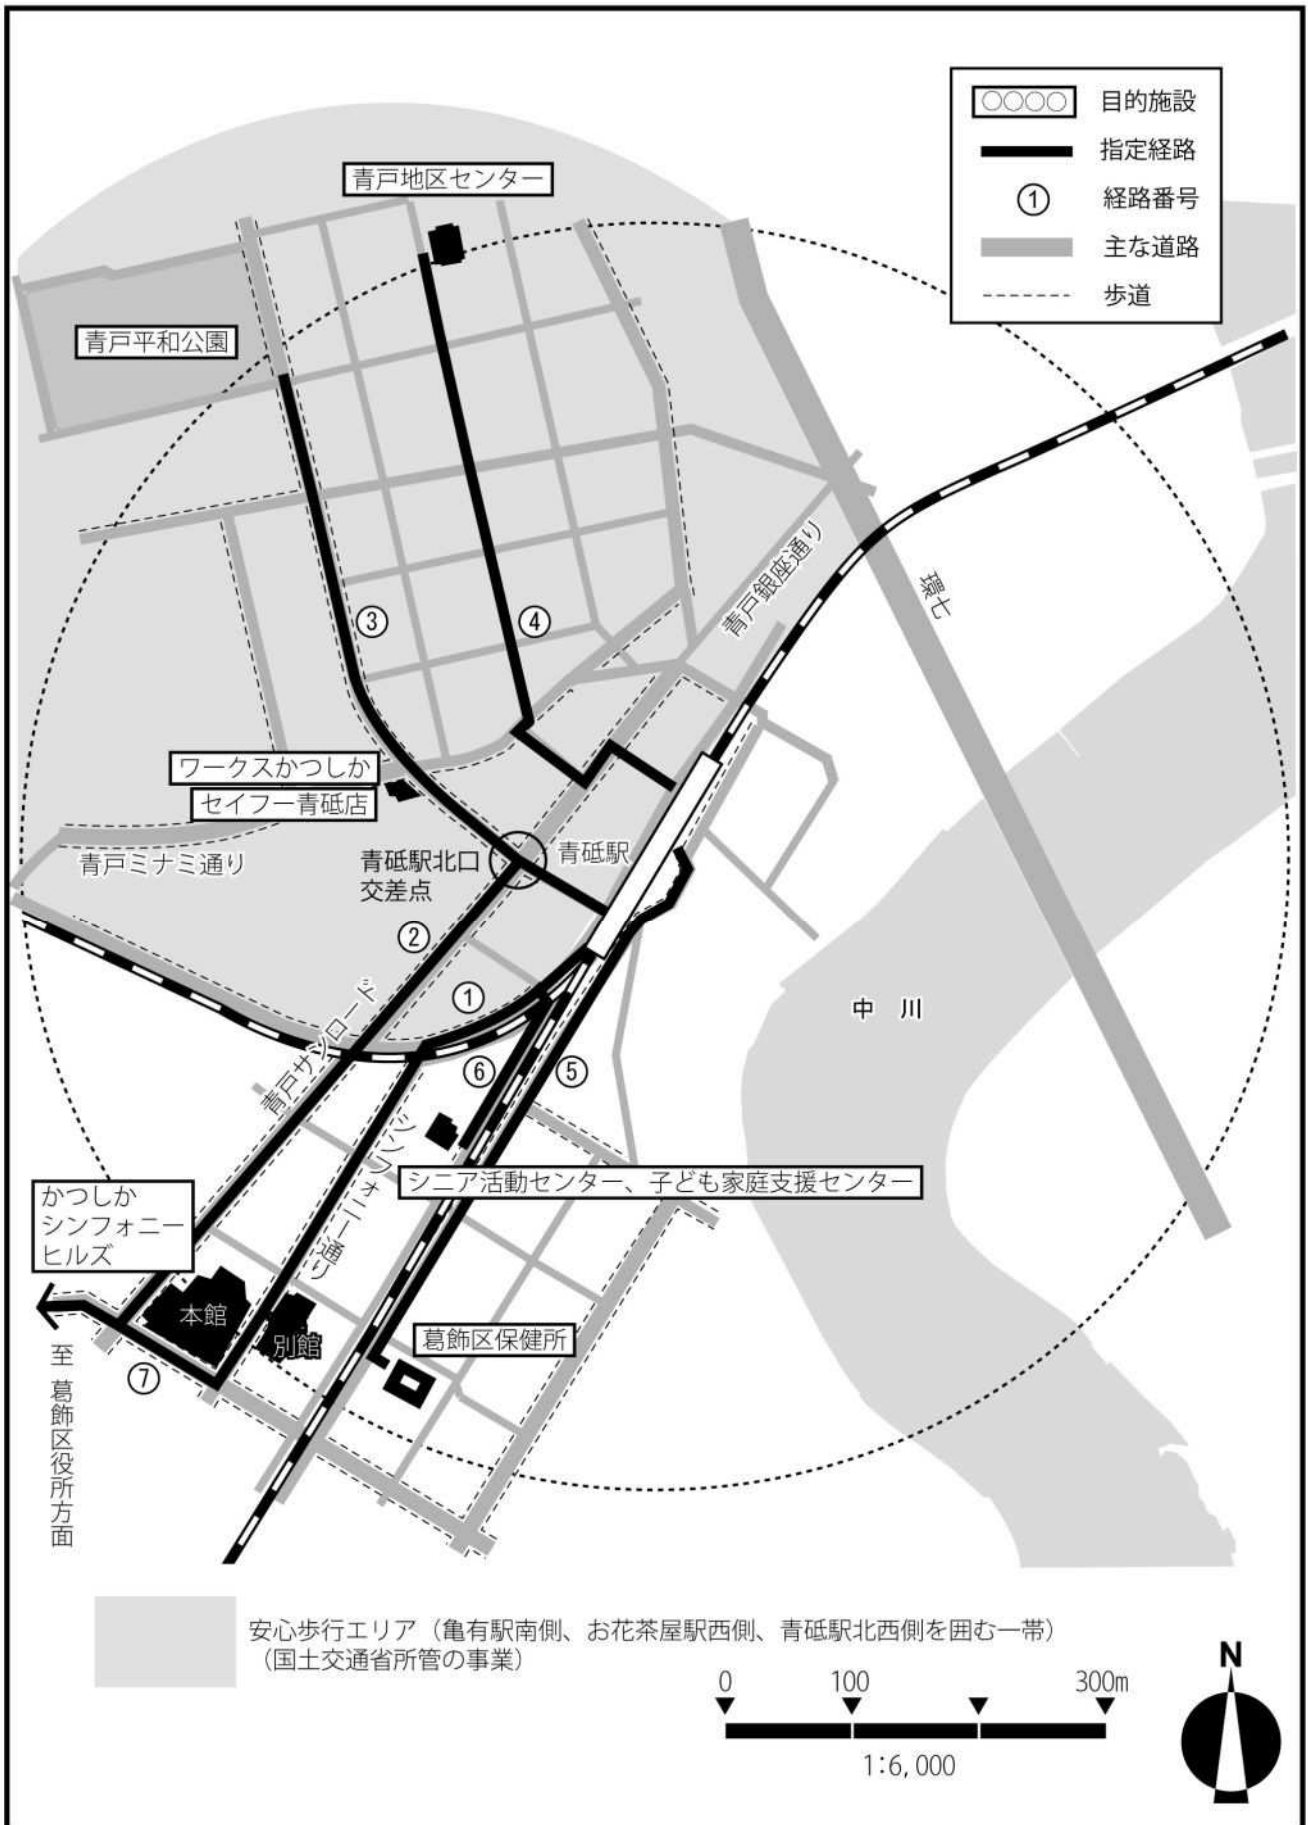 ○○○○ 目的施設
指定経路
① 経路番号
主な道路
歩道
青戸地区センター
青戸平和公園
青戸銀座通り
環七
③
④
ワークスかつしか
セイフー青砥店
青戸ミナミ通り
青砥駅北口
交差点
青砥駅
②
①
中川
青戸サンロード
⑥
⑤
シンフォニー通り
シニア活動センター、子ども家庭支援センター
かつしか
シンフォニー
ヒルズ
本館
別館
葛飾区保健所
⑦
至 葛飾区役所方面
安心歩行エリア（亀有駅南側、お花茶屋駅西側、青砥駅北西側を囲む一帯）
（国土交通省所管の事業）
0 100 300m
1:6,000
N